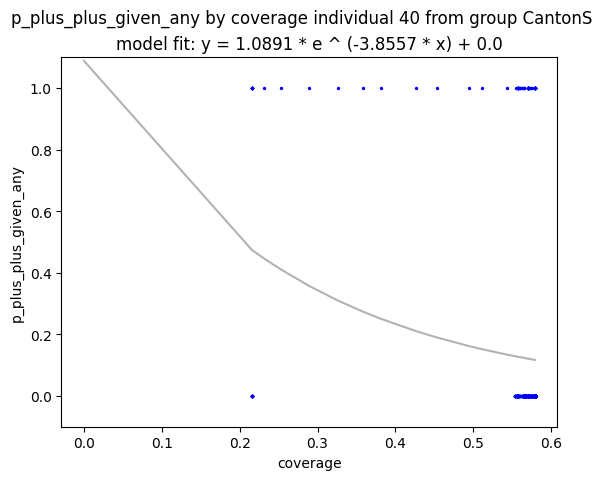 p_plus_plus_given_any by coverage individual 40 from group CantonS
model fit: y = 1.0891 * e ^ (-3.8557 * x) + 0.0
p_plus_plus_given_any
1.0
0.8
0.6
0.4
0.2
0.0
0.0 0.1 0.2 0.3 0.4 0.5 0.6
coverage